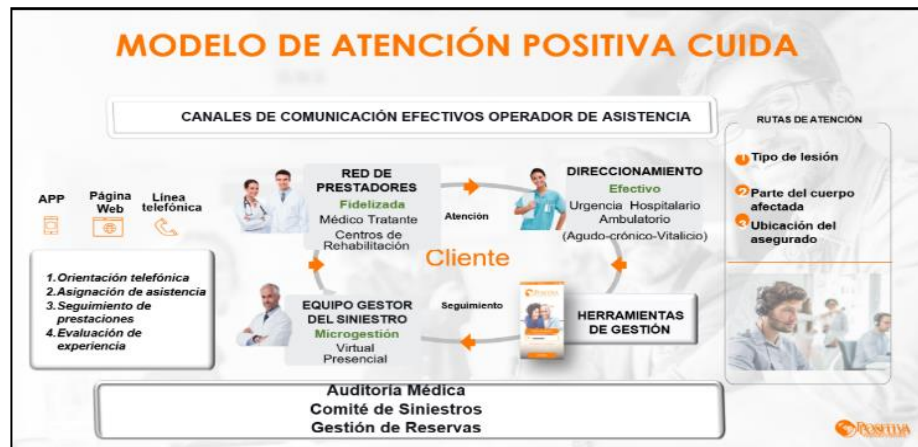 MODELO DE ATENCIÓN POSITIVA CUIDA
CANALES DE COMUNICACIÓN EFECTIVOS OPERADOR DE ASISTENCIA
APP
Página
Web
Línea
telefónica
1.Orientación telefónica
2.Asignación de asistencia
3.Seguimiento de
prestaciones
4.Evaluación de
experiencia
RED DE
PRESTADORES
Fidelizada
Médico Tratante
Centros de
Rehabilitación
Atención
DIRECCIONAMIENTO
Efectivo
Urgencia Hospitalario
Ambulatorio
(Agudo-crónico-Vitalicio)
Cliente
EQUIPO GESTOR
DEL SINIESTRO
Microgestión
Virtual
Presencial
Seguimiento
HERRAMIENTAS
DE GESTIÓN
RUTAS DE ATENCIÓN
1 Tipo de lesión
2 Parte del cuerpo
afectada
3 Ubicación del
asegurado
Auditoría Médica
Comité de Siniestros
Gestión de Reservas
POSITIVA